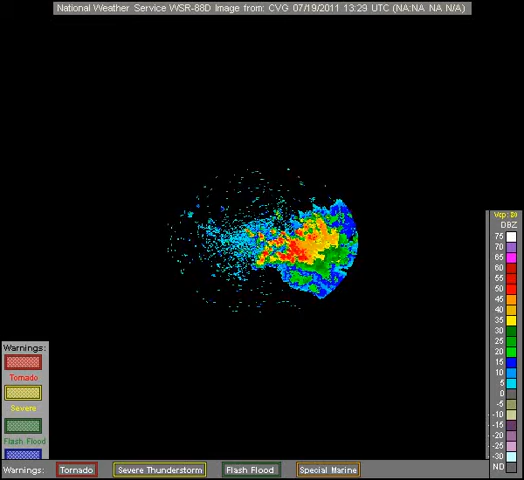 National Weather Service WSR-88D Image from: CVG 07/19/2011 13:29 UTC (NA:NA NA N/A)
DBZ
75
70
65
60
55
50
45
40
35
30
25
20
15
10
5
0
-5
-10
-15
-20
-25
-30
ND
Warnings:
Tornado
Severe
Flash Flood
Warnings:
Tornado
Severe Thunderstorm
Flash Flood
Special Marine